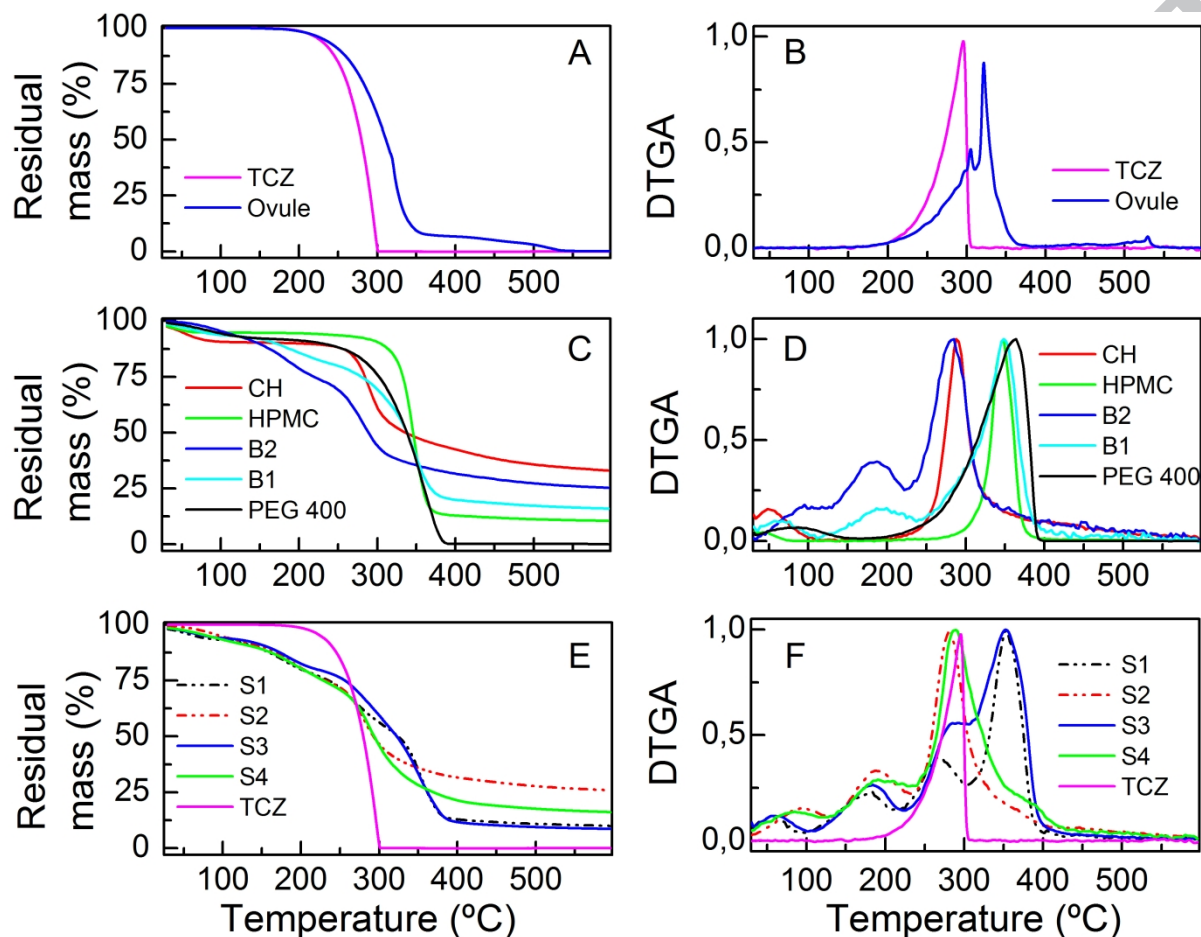 100
75
50
25
0
Residual
mass (%)
A
TCZ
Ovule
100 200 300 400 500
1,0
0,5
0,0
DTGA
B
TCZ
Ovule
100 200 300 400 500
100
75
50
25
0
Residual
mass (%)
C
CH
HPMC
B2
B1
PEG 400
100 200 300 400 500
1,0
0,5
0,0
DTGA
D
CH
HPMC
B2
B1
PEG 400
100 200 300 400 500
100
75
50
25
0
Residual
mass (%)
E
S1
S2
S3
S4
TCZ
100 200 300 400 500
Temperature (ºC)
1,0
0,5
0,0
DTGA
F
S1
S2
S3
S4
TCZ
100 200 300 400 500
Temperature (ºC)